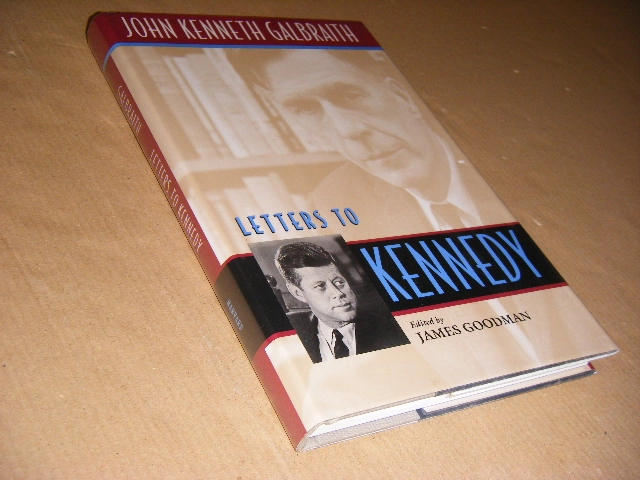 JOHN KENNETH GALBRAITH
LETTERS TO
KENNEDY
Edited by
JAMES GOODMAN
GALBRAITH LETTERS TO KENNEDY
HARVARD